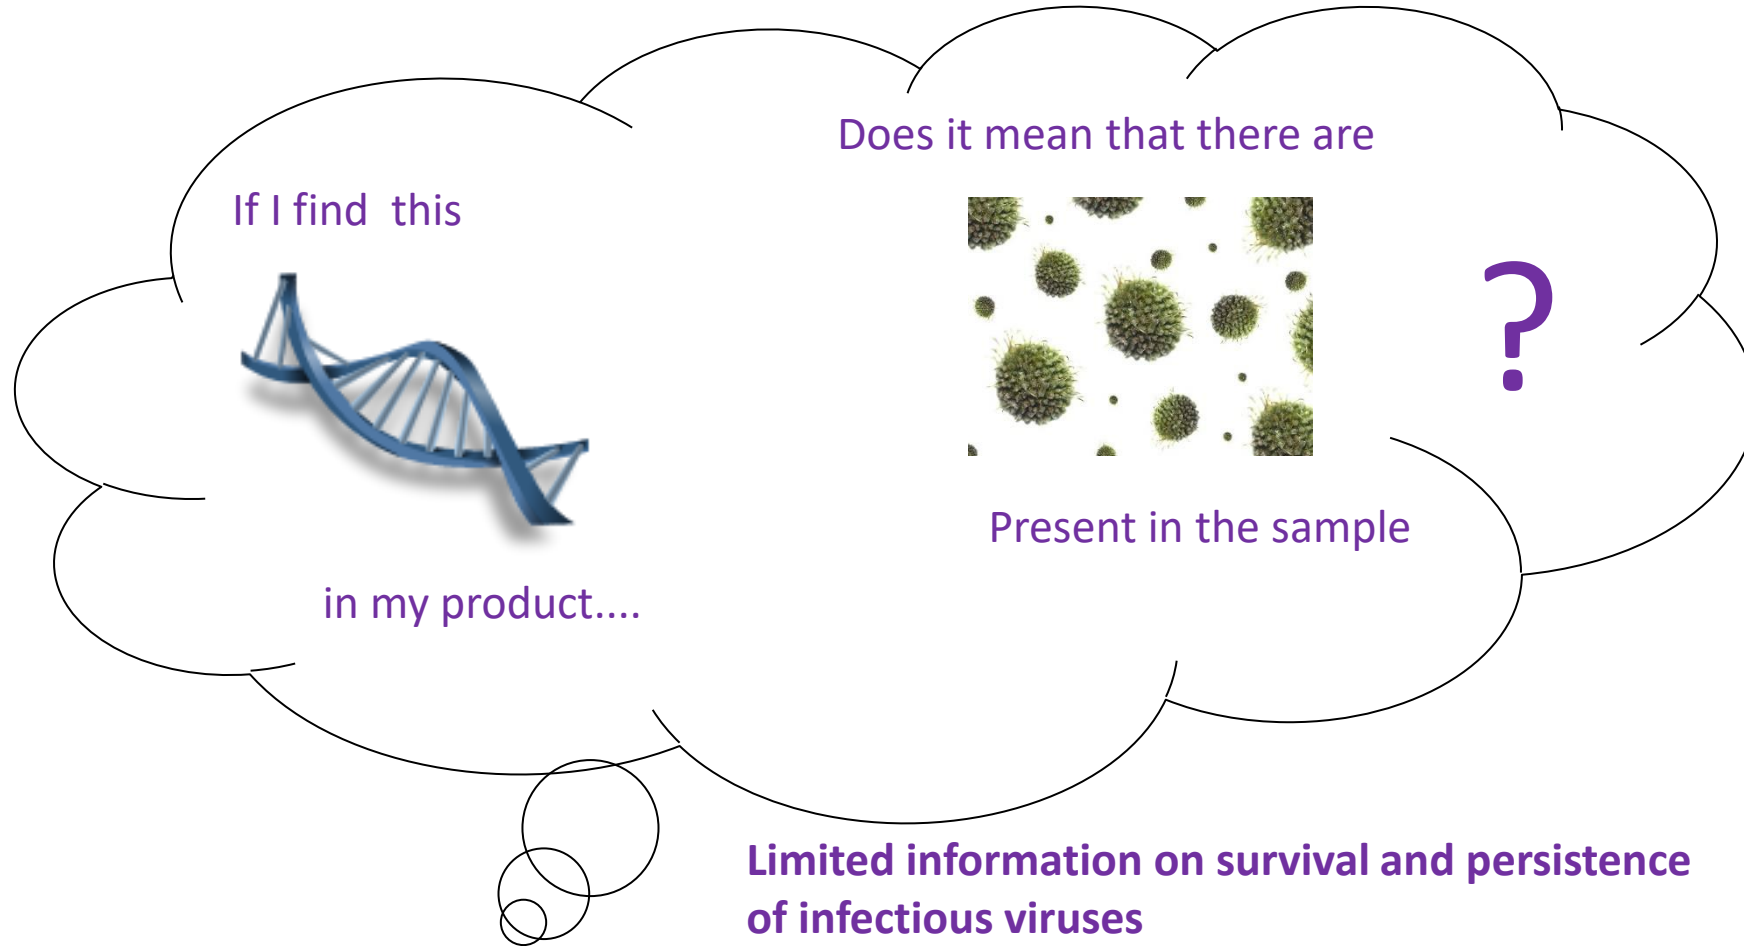 If I find  this
in my product....
Does it mean that there are
?
Present in the sample
Limited information on survival and persistence
of infectious viruses